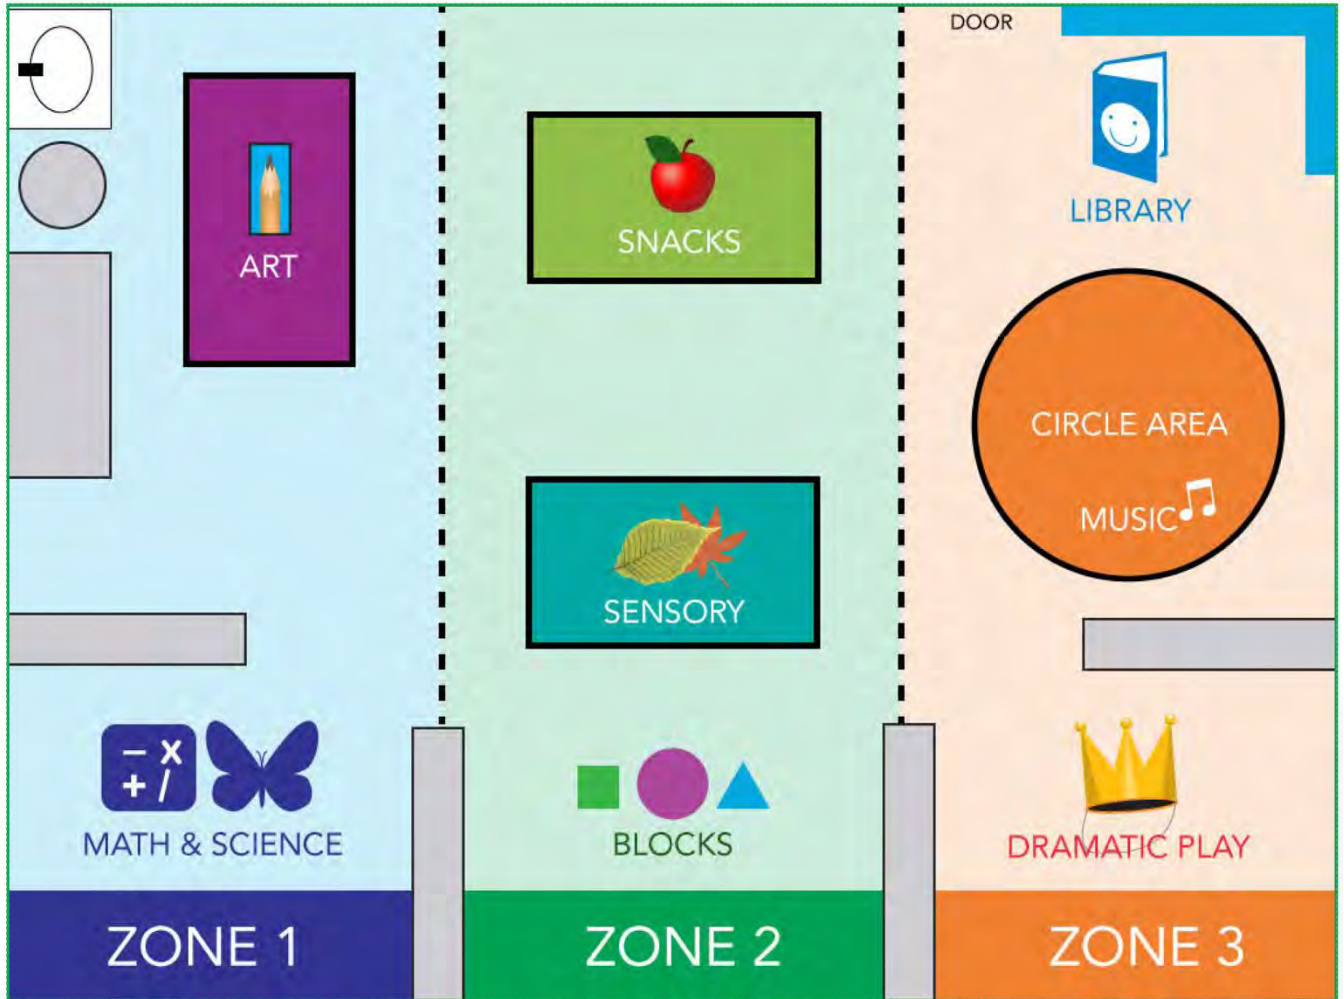 DOOR
ART
SNACKS
LIBRARY
CIRCLE AREA
MUSIC
SENSORY
− x
+ /
MATH & SCIENCE
BLOCKS
DRAMATIC PLAY
ZONE 1
ZONE 2
ZONE 3